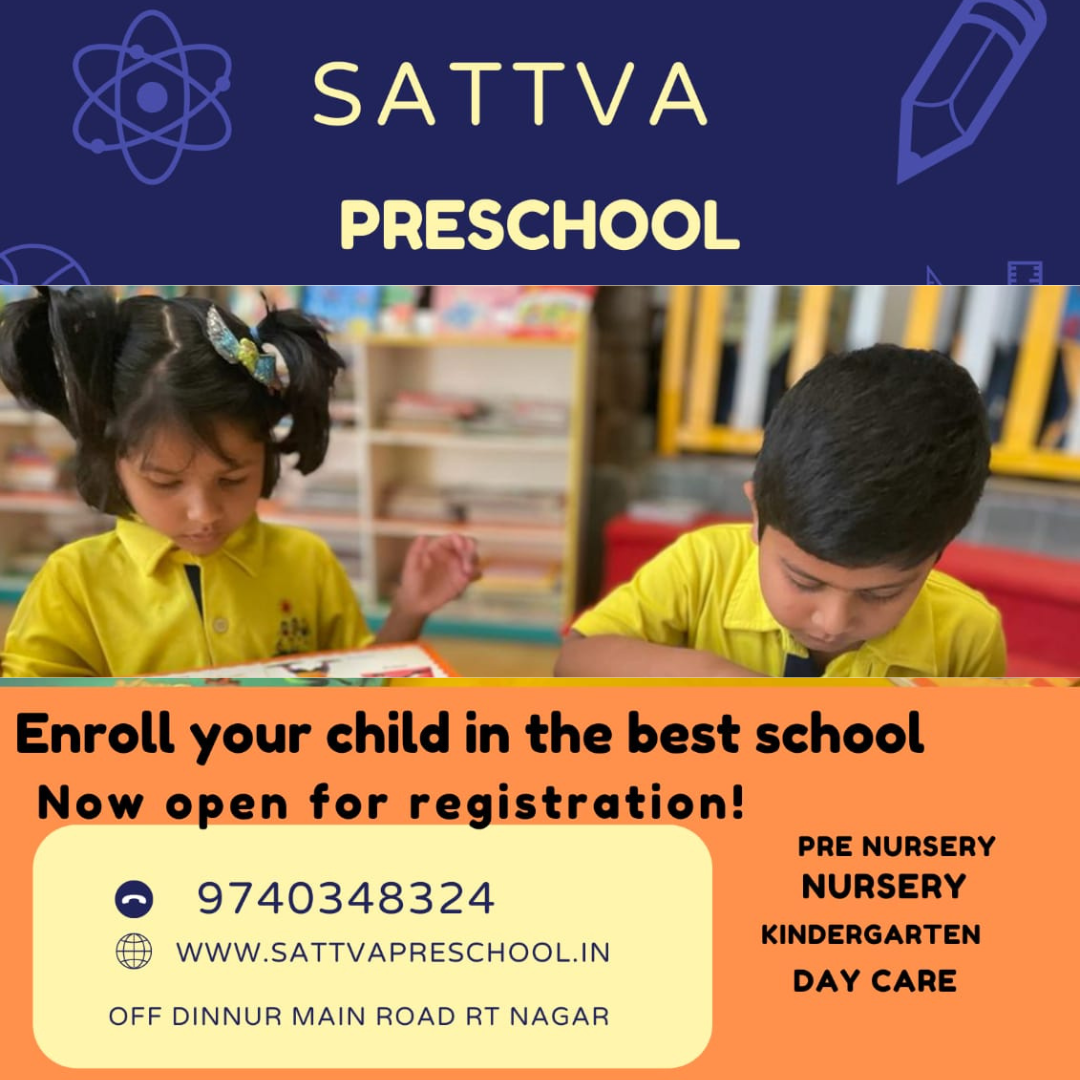 SATTVA
PRESCHOOL
Enroll your child in the best school
Now open for registration!
9740348324
WWW.SATTVAPRESCHOOL.IN
OFF DINNUR MAIN ROAD RT NAGAR
PRE NURSERY
NURSERY
KINDERGARTEN
DAY CARE